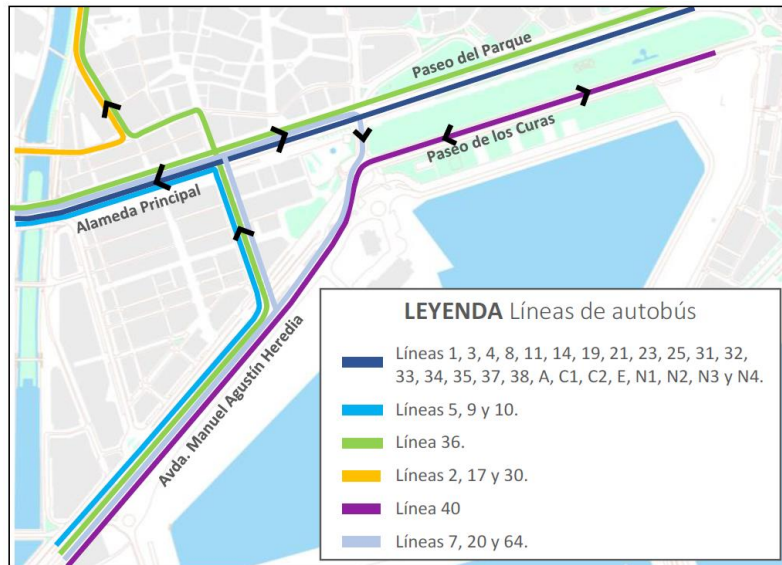 Paseo del Parque
Paseo de los Curas
Alameda Principal
Avda. Manuel Agustín Heredia
LEYENDA Líneas de autobús
Líneas 1, 3, 4, 8, 11, 14, 19, 21, 23, 25, 31, 32,
33, 34, 35, 37, 38, A, C1, C2, E, N1, N2, N3 y N4.
Líneas 5, 9 y 10.
Línea 36.
Líneas 2, 17 y 30.
Línea 40
Líneas 7, 20 y 64.